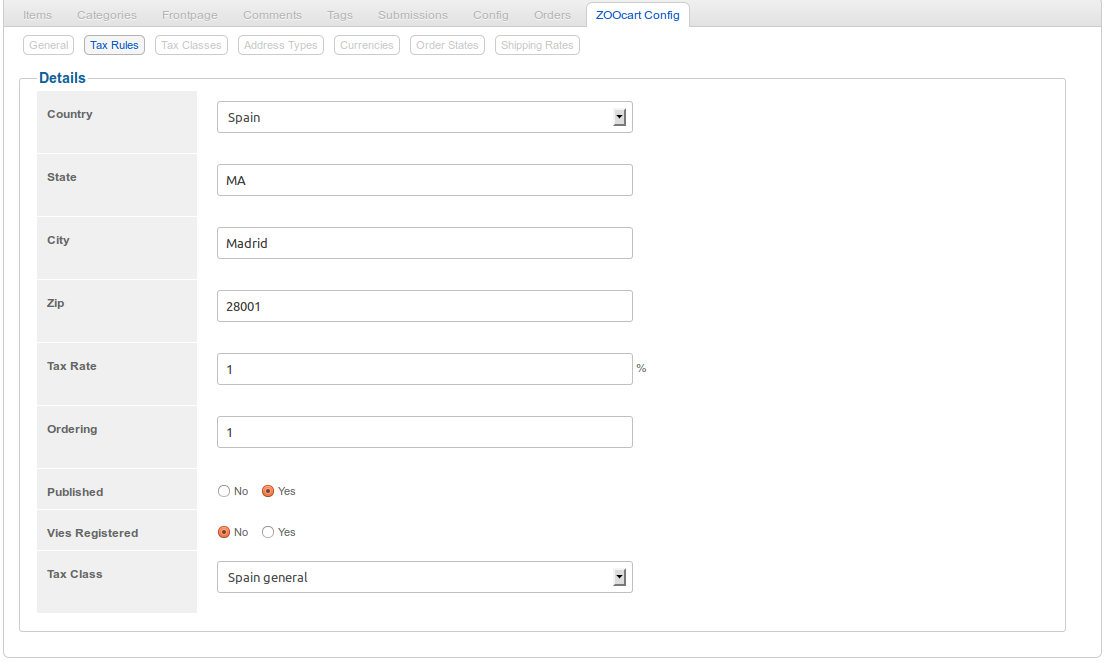 Items Categories Frontpage Comments Tags Submissions Config Orders ZOOcart Config
General Tax Rules Tax Classes Address Types Currencies Order States Shipping Rates
Details
Country Spain
State MA
City Madrid
Zip 28001
Tax Rate 1 %
Ordering 1
Published No Yes
Vies Registered No Yes
Tax Class Spain general